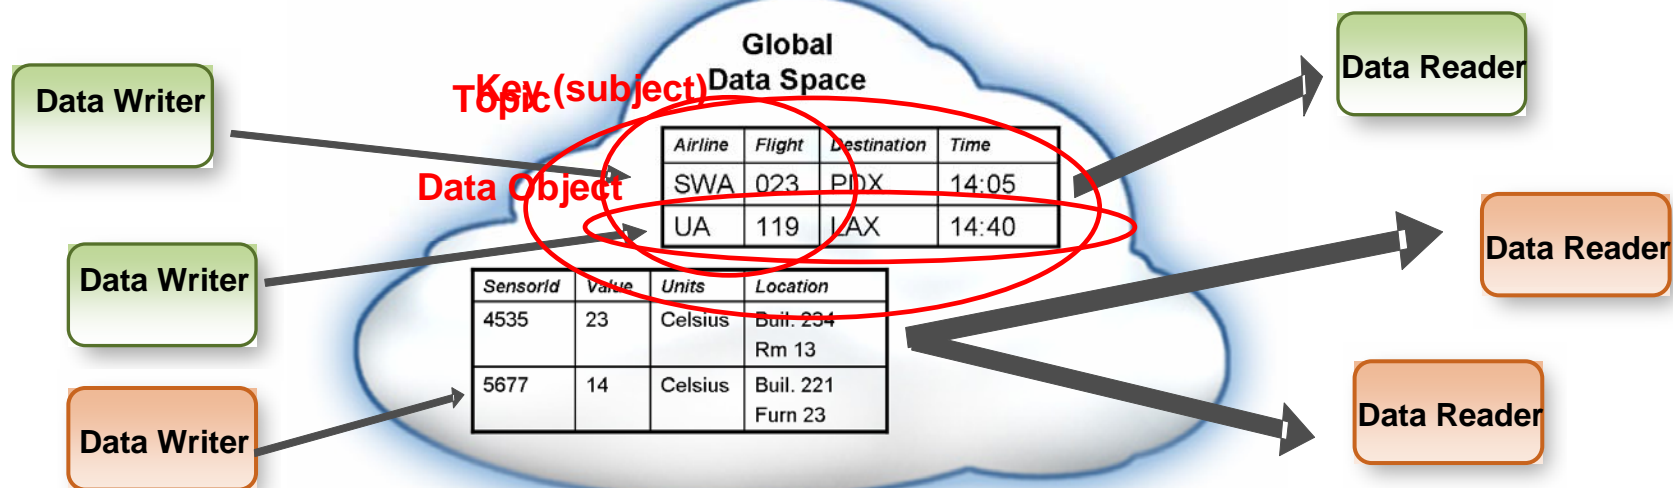 Global
Data Space
Data Writer
Data Reader
Topic
Key (subject)
Airline Flight Destination Time
SWA 023 PDX 14:05
Data Object
UA 119 LAX 14:40
Data Writer
Data Reader
SensorId Value Units Location
4535 23 Celsius Buil. 234
Rm 13
5677 14 Celsius Buil. 221
Furn 23
Data Writer
Data Reader